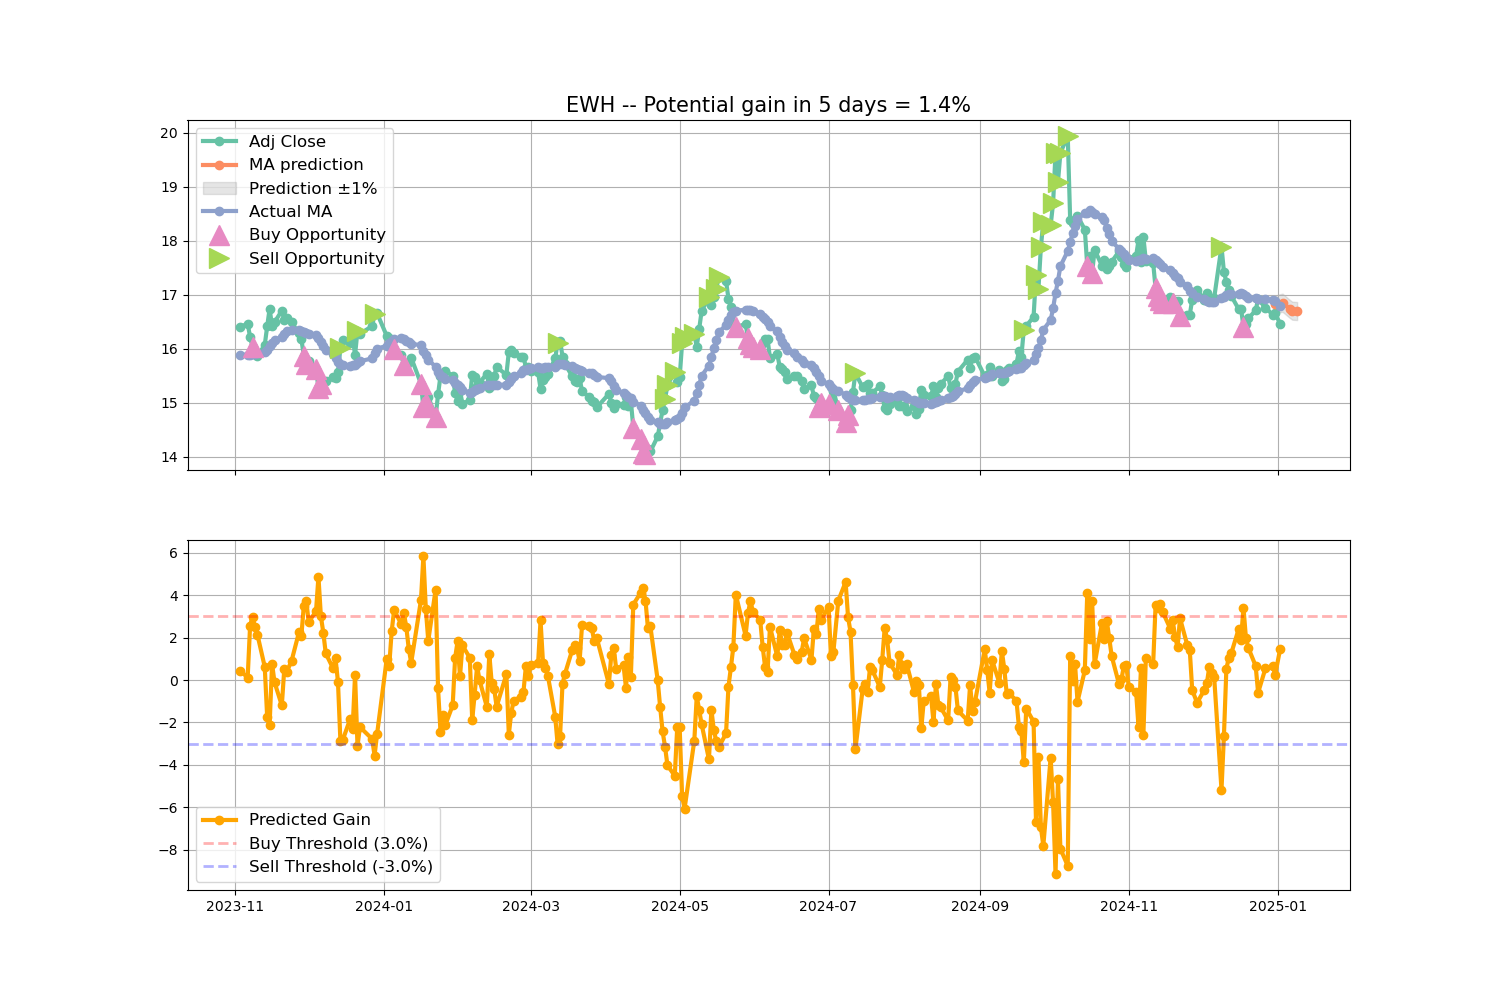 EWH -- Potential gain in 5 days = 1.4%
20
19
18
17
16
15
14
Adj Close
MA prediction
Prediction ±1%
Actual MA
Buy Opportunity
Sell Opportunity
6
4
2
0
−2
−4
−6
−8
Predicted Gain
Buy Threshold (3.0%)
Sell Threshold (-3.0%)
2023-11
2024-01
2024-03
2024-05
2024-07
2024-09
2024-11
2025-01